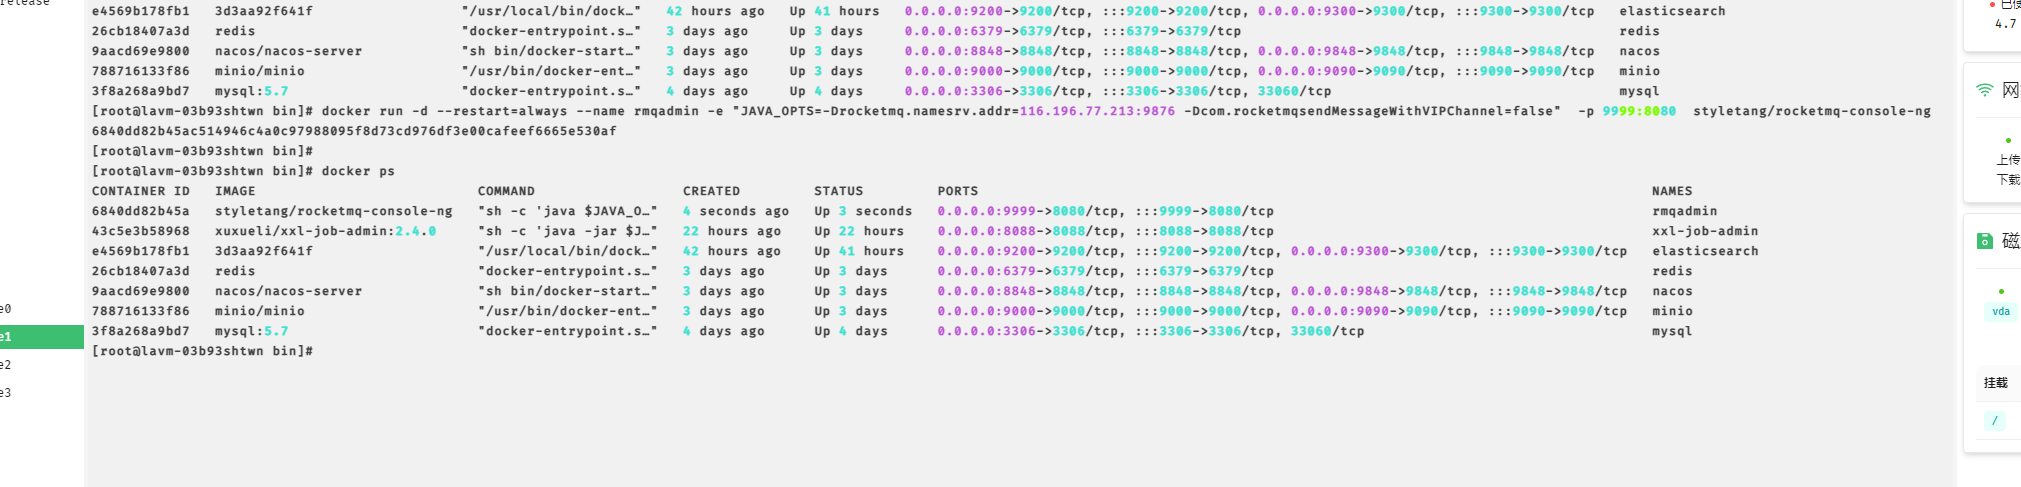 release
e4569b178fb1 3d3aa92f641f "/usr/local/bin/dock…" 42 hours ago Up 41 hours 0.0.0.0:9200->9200/tcp, :::9200->9200/tcp, 0.0.0.0:9300->9300/tcp, :::9300->9300/tcp elasticsearch
26cb18407a3d redis "docker-entrypoint.s…" 3 days ago Up 3 days 0.0.0.0:6379->6379/tcp, :::6379->6379/tcp redis
9aacd69e9800 nacos/nacos-server "sh bin/docker-start…" 3 days ago Up 3 days 0.0.0.0:8848->8848/tcp, :::8848->8848/tcp, 0.0.0.0:9848->9848/tcp, :::9848->9848/tcp nacos
788716133f86 minio/minio "/usr/bin/docker-ent…" 3 days ago Up 3 days 0.0.0.0:9000->9000/tcp, :::9000->9000/tcp, 0.0.0.0:9090->9090/tcp, :::9090->9090/tcp minio
3f8a268a9bd7 mysql:5.7 "docker-entrypoint.s…" 4 days ago Up 4 days 0.0.0.0:3306->3306/tcp, :::3306->3306/tcp, 33060/tcp mysql
[root@lavm-03b93shtwn bin]# docker run -d --restart=always --name rmqadmin -e "JAVA_OPTS=-Drocketmq.namesrv.addr=116.196.77.213:9876 -Dcom.rocketmqsendMessageWithVIPChannel=false" -p 9999:8080 styletang/rocketmq-console-ng
6840dd82b45ac514946c4a0c97988095f8d73cd976df3e00cafeef6665e530af
[root@lavm-03b93shtwn bin]#
[root@lavm-03b93shtwn bin]# docker ps
CONTAINER ID IMAGE COMMAND CREATED STATUS PORTS NAMES
6840dd82b45a styletang/rocketmq-console-ng "sh -c 'java $JAVA_O…" 4 seconds ago Up 3 seconds 0.0.0.0:9999->8080/tcp, :::9999->8080/tcp rmqadmin
43c5e3b58968 xuxueli/xxl-job-admin:2.4.0 "sh -c 'java -jar $J…" 22 hours ago Up 22 hours 0.0.0.0:8088->8088/tcp, :::8088->8088/tcp xxl-job-admin
e4569b178fb1 3d3aa92f641f "/usr/local/bin/dock…" 42 hours ago Up 41 hours 0.0.0.0:9200->9200/tcp, :::9200->9200/tcp, 0.0.0.0:9300->9300/tcp, :::9300->9300/tcp elasticsearch
26cb18407a3d redis "docker-entrypoint.s…" 3 days ago Up 3 days 0.0.0.0:6379->6379/tcp, :::6379->6379/tcp redis
9aacd69e9800 nacos/nacos-server "sh bin/docker-start…" 3 days ago Up 3 days 0.0.0.0:8848->8848/tcp, :::8848->8848/tcp, 0.0.0.0:9848->9848/tcp, :::9848->9848/tcp nacos
788716133f86 minio/minio "/usr/bin/docker-ent…" 3 days ago Up 3 days 0.0.0.0:9000->9000/tcp, :::9000->9000/tcp, 0.0.0.0:9090->9090/tcp, :::9090->9090/tcp minio
3f8a268a9bd7 mysql:5.7 "docker-entrypoint.s…" 4 days ago Up 4 days 0.0.0.0:3306->3306/tcp, :::3306->3306/tcp, 33060/tcp mysql
[root@lavm-03b93shtwn bin]#
e0
e1
e2
e3
4.7
网
上传
下载
磁
vda
挂载
/